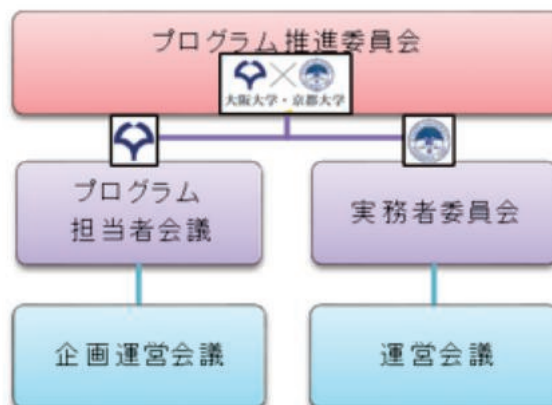 プログラム推進委員会
大阪大学・京都大学
プログラム
担当者会議
実務者委員会
企画運営会議
運営会議